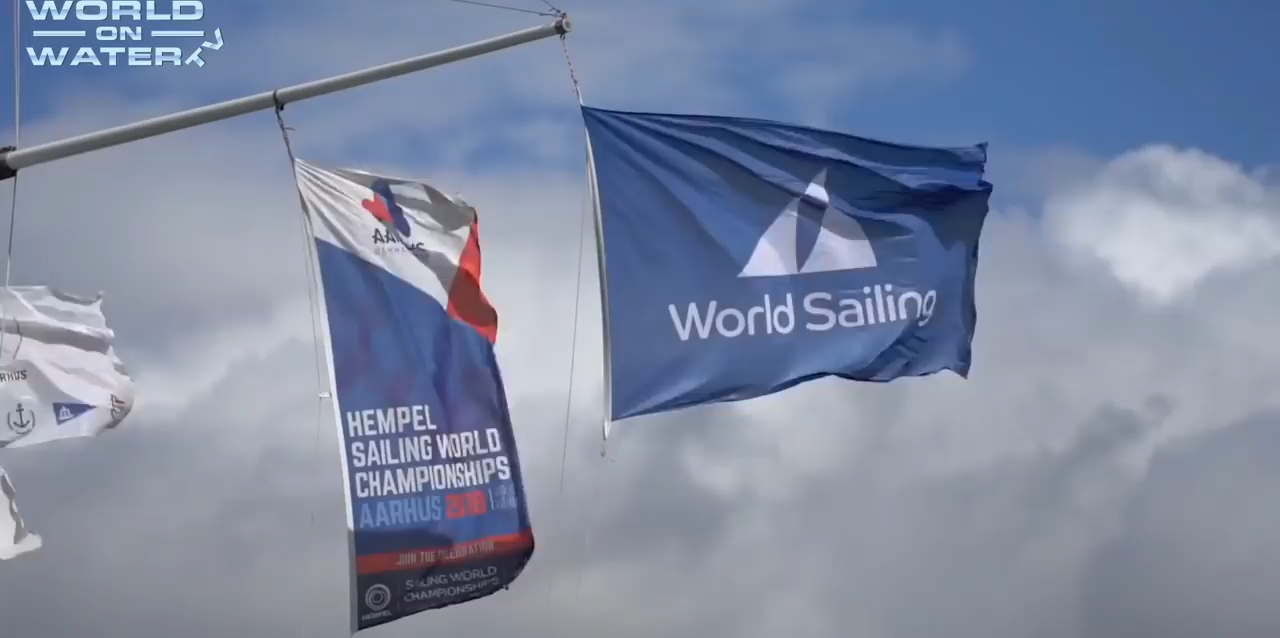 WORLD
ON
WATER
AARHUS
HEMPEL
SAILING WORLD
CHAMPIONSHIPS
AARHUS 2018
JOIN THE CELEBRATION
SAILING WORLD
CHAMPIONSHIPS
HEMPEL
World Sailing